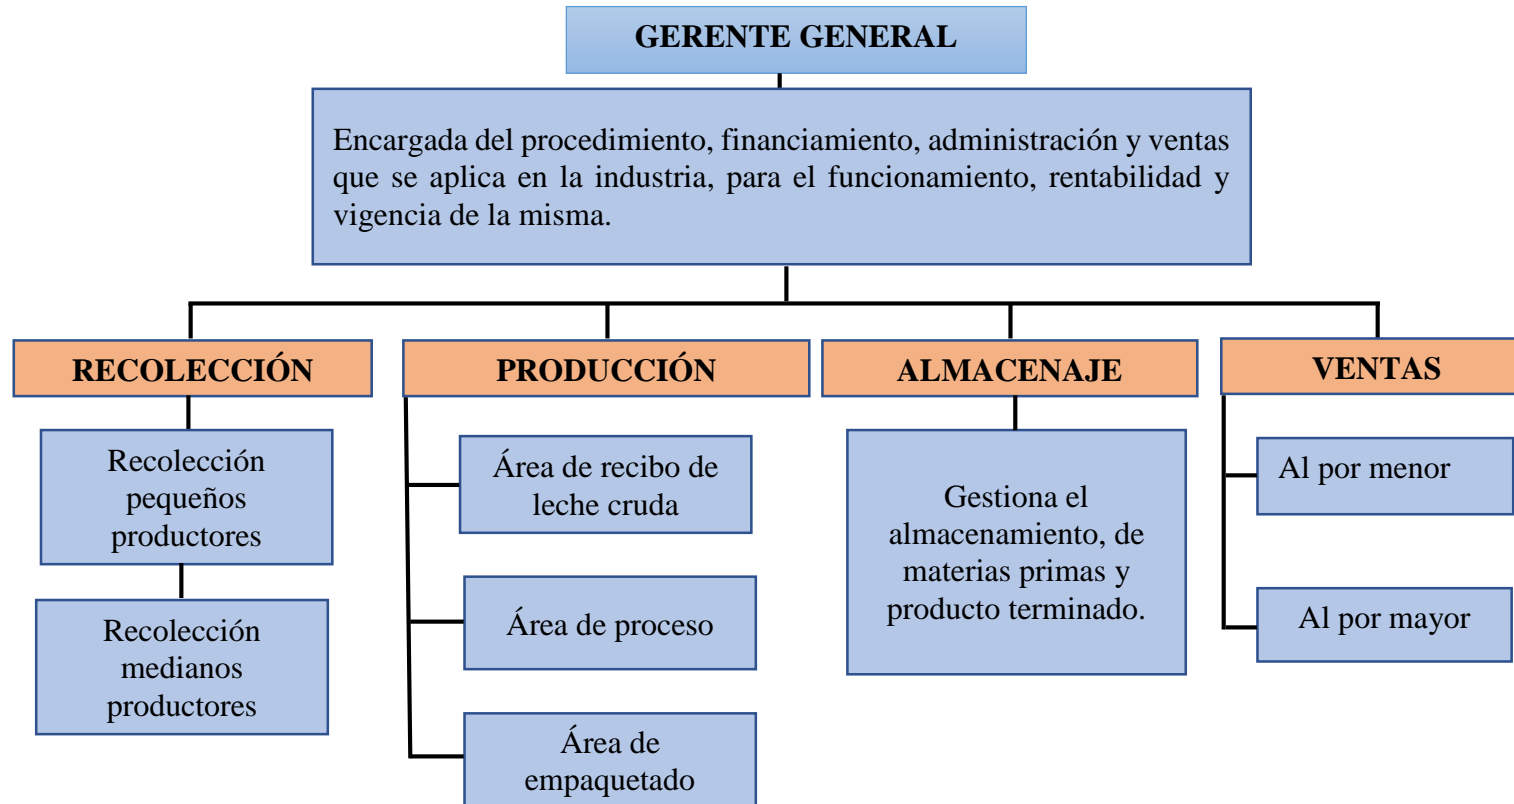 GERENTE GENERAL
Encargada del procedimiento, financiamiento, administración y ventas
que se aplica en la industria, para el funcionamiento, rentabilidad y
vigencia de la misma.
RECOLECCIÓN
Recolección
pequeños
productores
Recolección
medianos
productores
PRODUCCIÓN
Área de recibo de
leche cruda
Área de proceso
Área de
empaquetado
ALMACENAJE
Gestiona el
almacenamiento, de
materias primas y
producto terminado.
VENTAS
Al por menor
Al por mayor